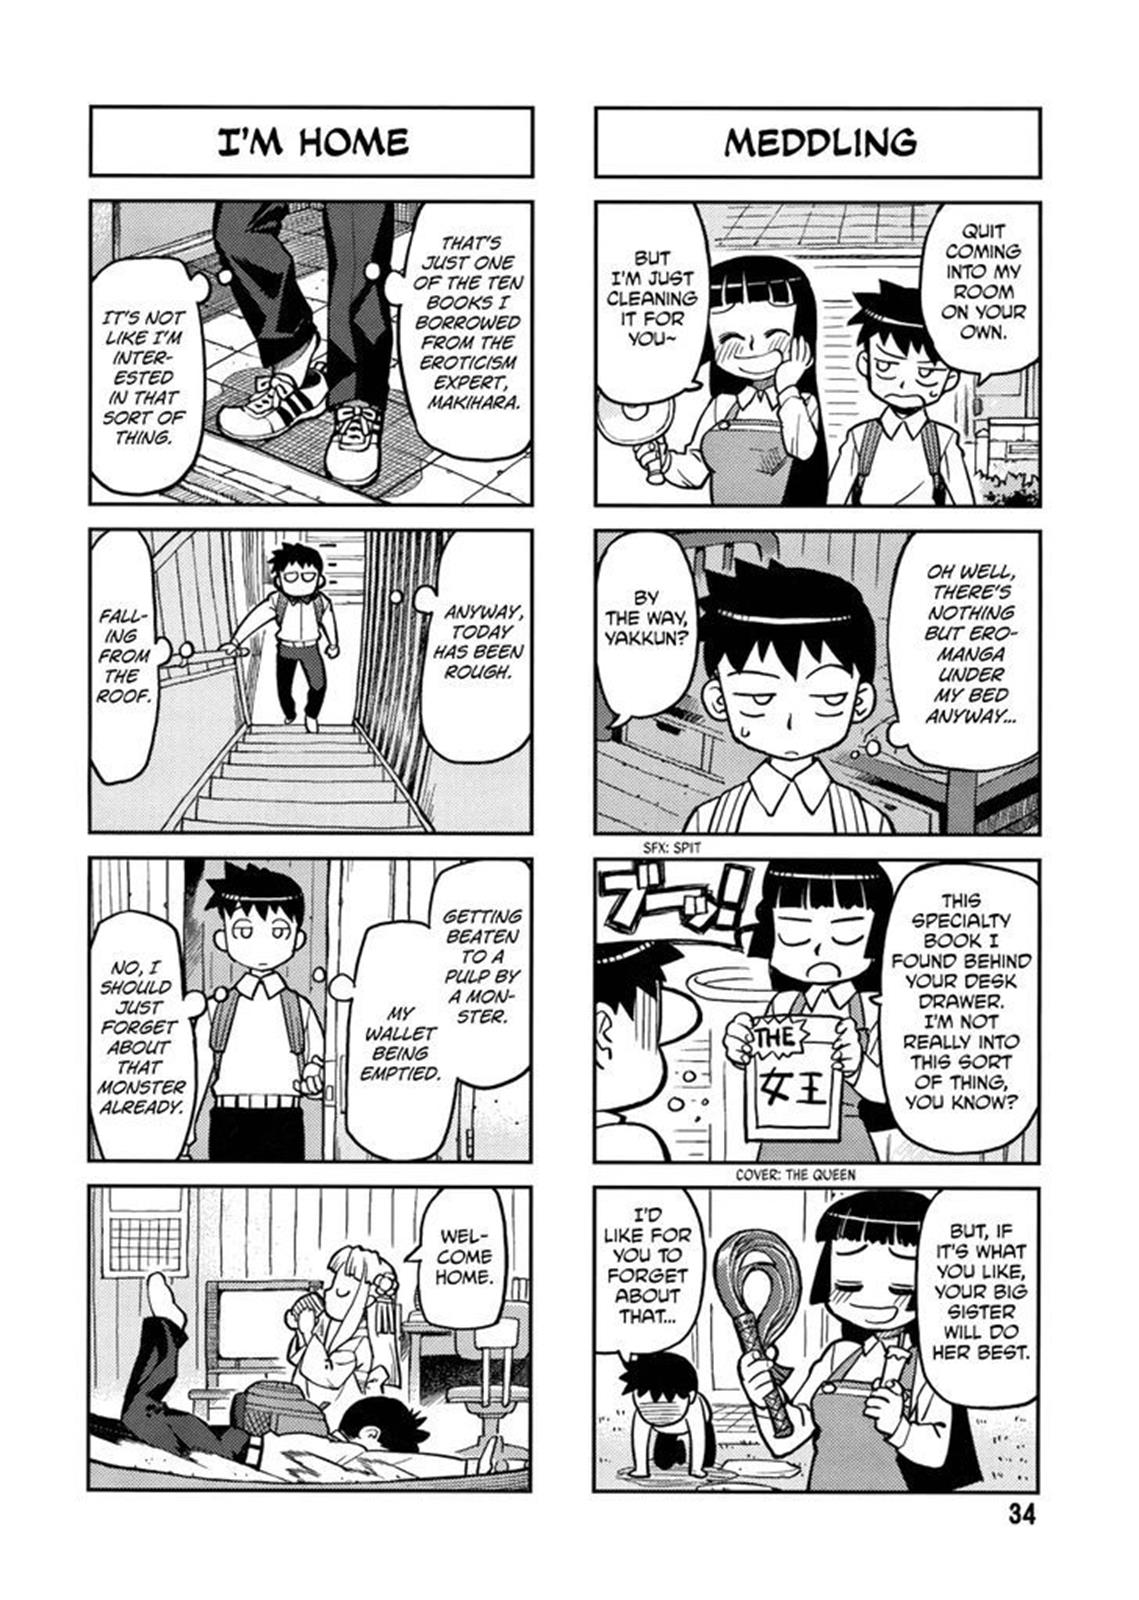 MEDDLING
QUIT
COMING
INTO MY
ROOM
ON YOUR
OWN.
BUT
I'M JUST
CLEANING
IT FOR
YOU~
OH WELL,
THERE'S
NOTHING
BUT ERO-
MANGA
UNDER
MY BED
ANYWAY...
BY
THE WAY,
YAKKUN?
SFX: SPIT
THIS
SPECIALTY
BOOK I
FOUND BEHIND
YOUR DESK
DRAWER.
I'M NOT
REALLY INTO
THIS SORT
OF THING,
YOU KNOW?
ブーッ!
THE
女王
COVER: THE QUEEN
BUT, IF
IT'S WHAT
YOU LIKE,
YOUR BIG
SISTER
WILL DO
HER BEST.
I'D
LIKE FOR
YOU TO
FORGET
ABOUT
THAT...
I'M HOME
THAT'S
JUST ONE
OF THE TEN
BOOKS I
BORROWED
FROM THE
EROTICISM
EXPERT,
MAKIHARA.
IT'S NOT
LIKE I'M
INTER-
ESTED
IN THAT
SORT OF
THING.
ANYWAY,
TODAY
HAS BEEN
ROUGH.
FALL-
ING
FROM
THE
ROOF.
GETTING
BEATEN
TO A
PULP BY
A MON-
STER.
MY
WALLET
BEING
EMPTIED.
NO, I
SHOULD
JUST
FORGET
ABOUT
THAT
MONSTER
ALREADY.
WEL-
COME
HOME.
34